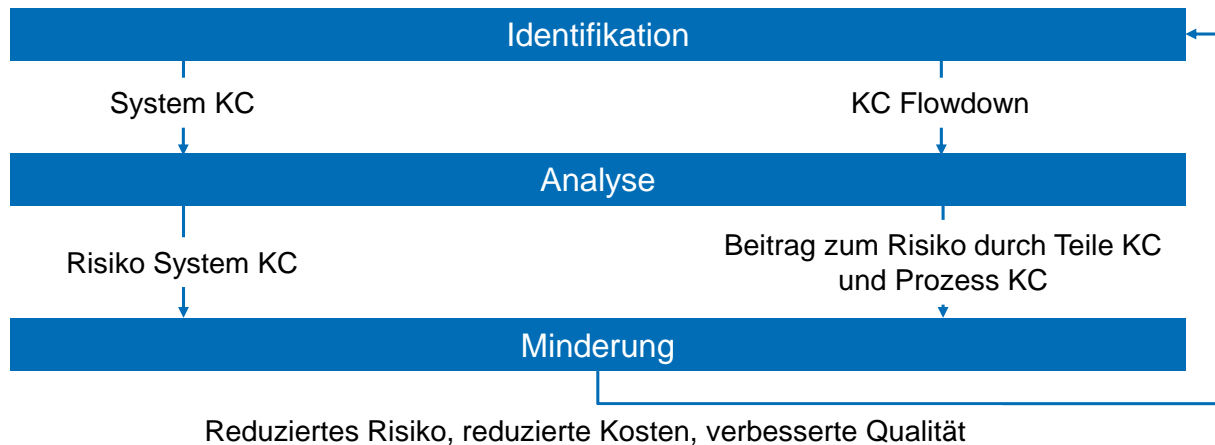 Identifikation
System KC
KC Flowdown
Analyse
Risiko System KC
Beitrag zum Risiko durch Teile KC
und Prozess KC
Minderung
Reduziertes Risiko, reduzierte Kosten, verbesserte Qualität